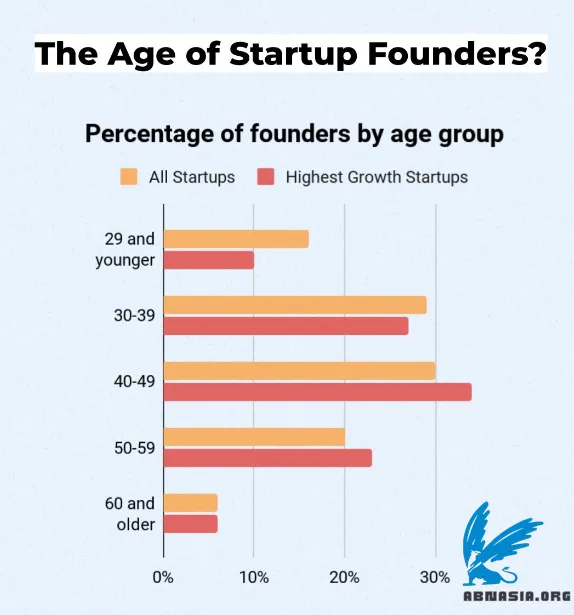 The Age of Startup Founders?
Percentage of founders by age group
All Startups Highest Growth Startups
29 and
younger
30-39
40-49
50-59
60 and
older
0% 10% 20% 30%
ABNASIA.ORG